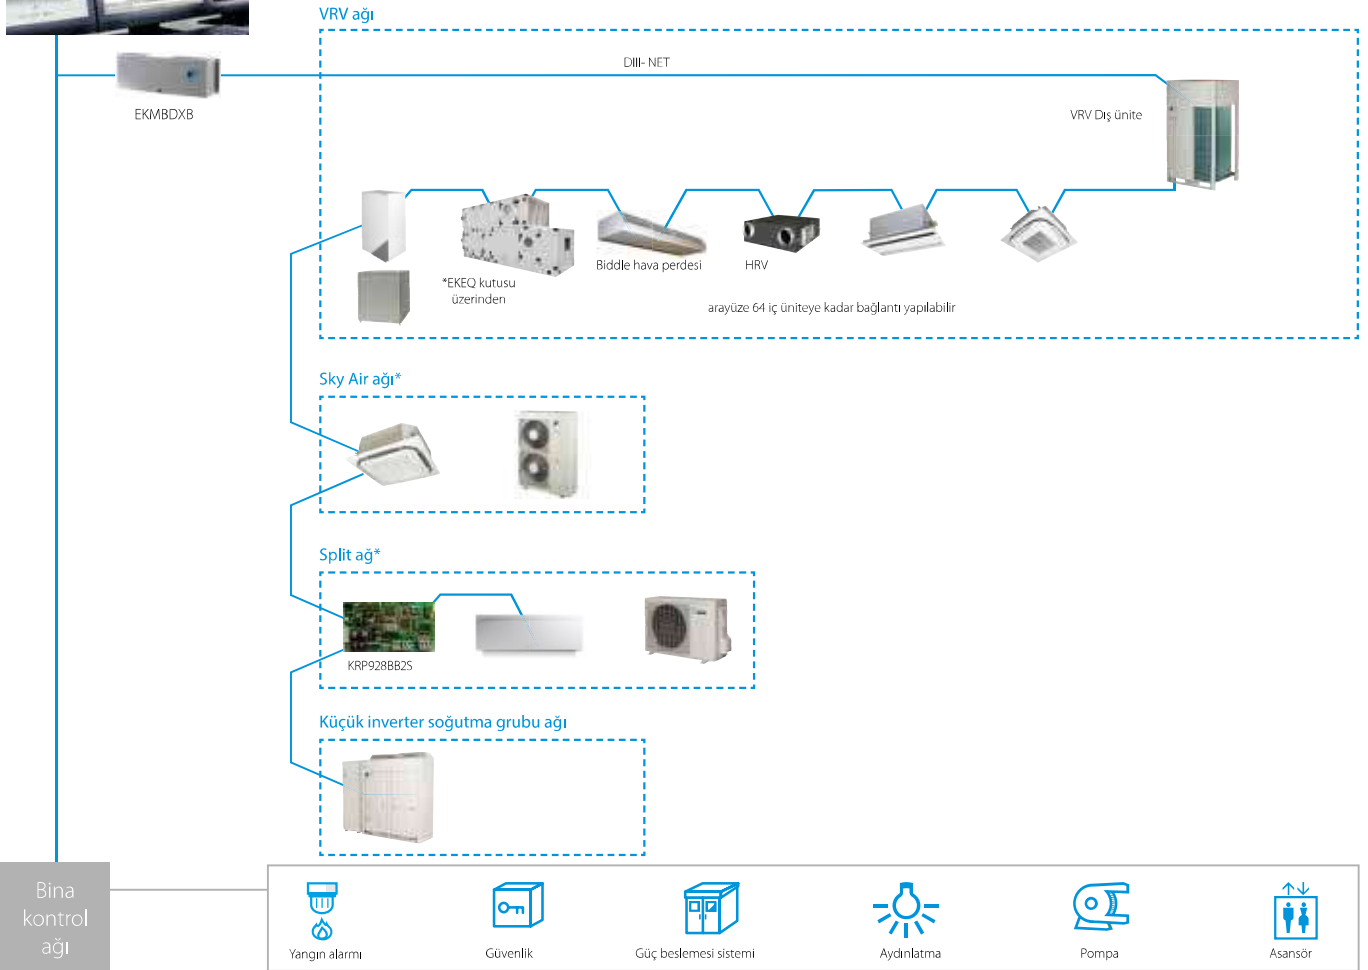 VRV ağı
DIII- NET
EKMBDXB
VRV Dış ünite
Biddle hava perdesi
HRV
*EKEQ kutusu
üzerinden
arayüze 64 iç üniteye kadar bağlantı yapılabilir
Sky Air ağı*
Split ağ*
KRP928BB2S
Küçük inverter soğutma grubu ağı
Bina
kontrol
ağı
Yangın alarmı
Güvenlik
Güç beslemesi sistemi
Aydınlatma
Pompa
Asansör